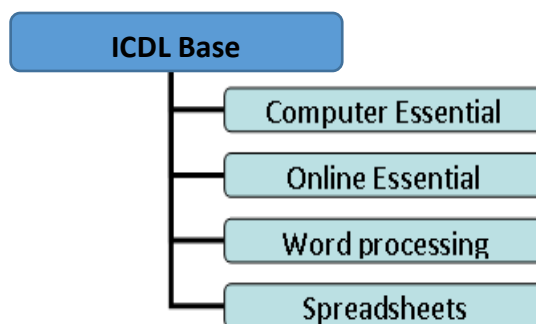 ICDL Base
Computer Essential
Online Essential
Word processing
Spreadsheets